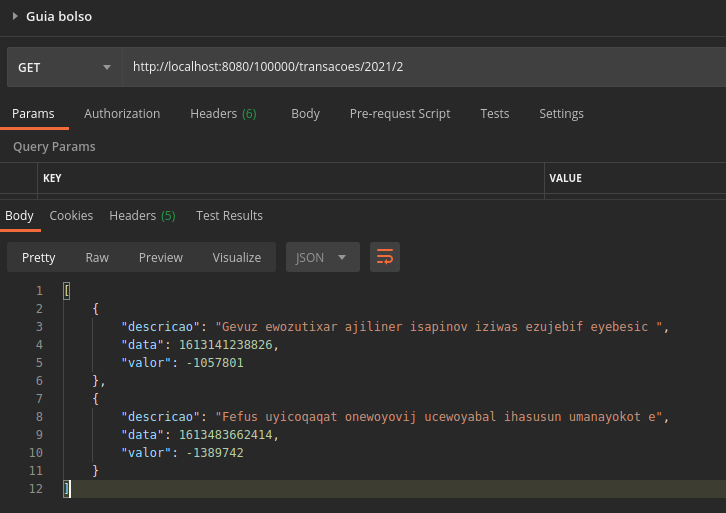 Guia bolso
GET http://localhost:8080/100000/transacoes/2021/2
Params Authorization Headers (6) Body Pre-request Script Tests Settings
Query Params
KEY VALUE
Body Cookies Headers (5) Test Results
Pretty Raw Preview Visualize JSON
1 [
2 {
3 "descricao": "Gevuz ewozutixar ajiliner isapinov iziwas ezujebif eyebesic ",
4 "data": 1613141238826,
5 "valor": -1057801
6 },
7 {
8 "descricao": "Fefus uyicoqaqat onewoyovij ucewoyabal ihasusun umanayokot e",
9 "data": 1613483662414,
10 "valor": -1389742
11 }
12 ]